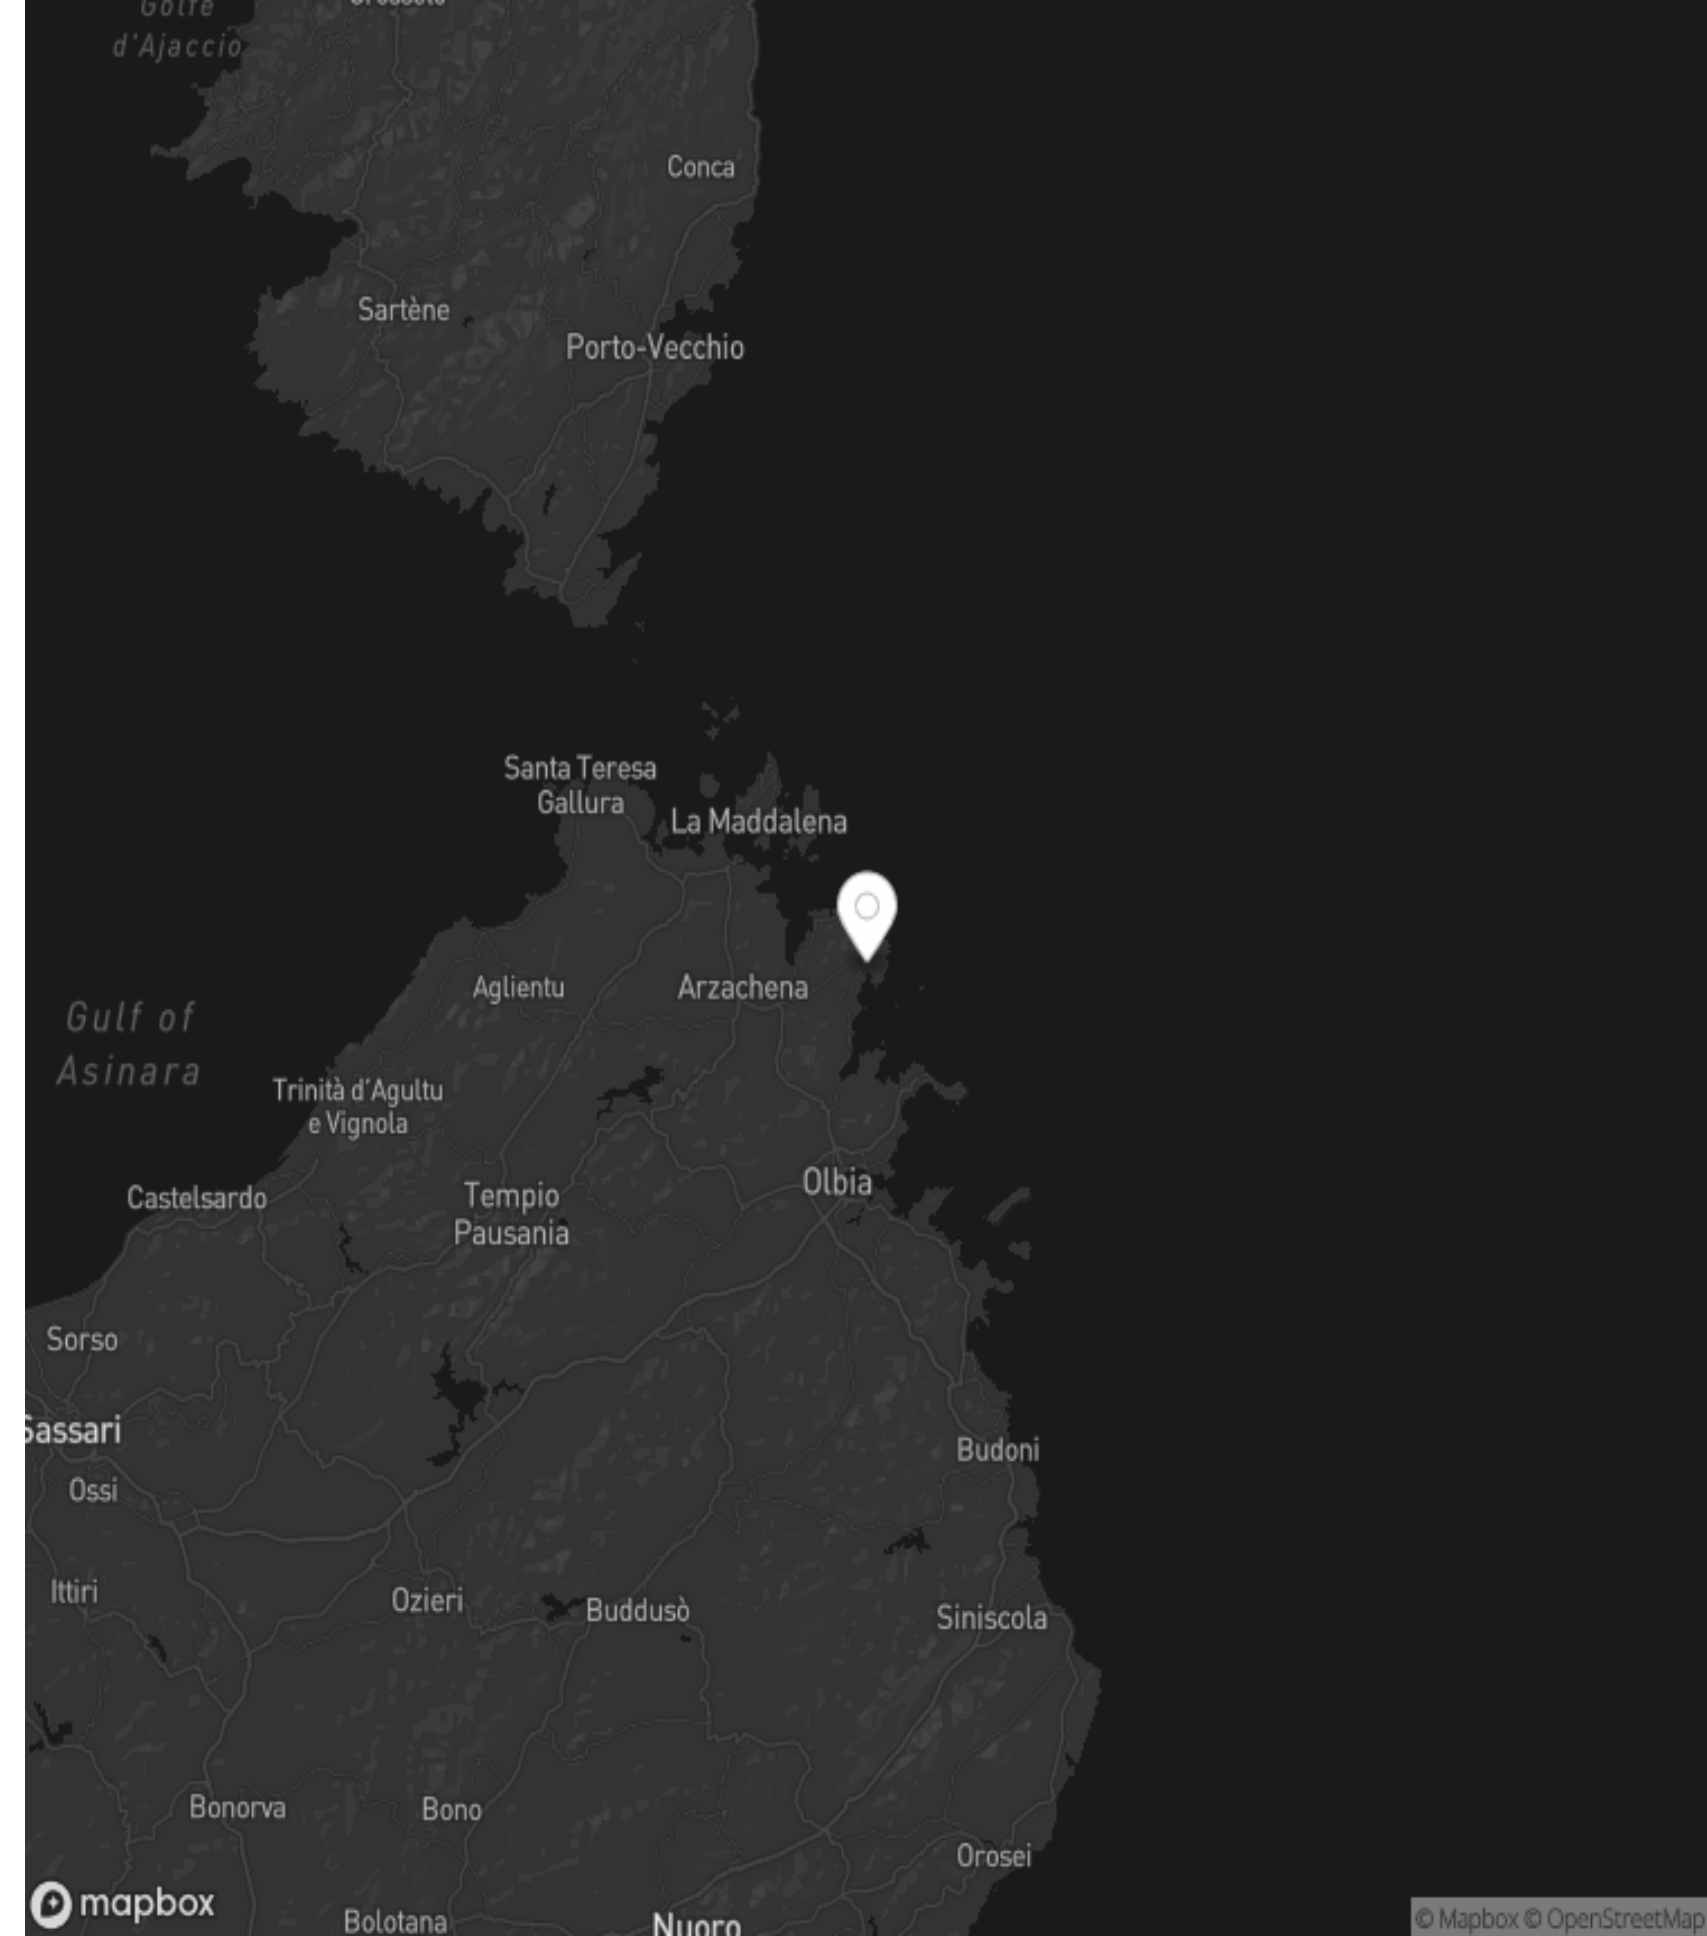 Golfe
d'Ajaccio
Conca
Sartène
Porto-Vecchio
Santa Teresa
Gallura
La Maddalena
Aglientu
Arzachena
Gulf of
Asinara
Trinità d'Agultu
e Vignola
Olbia
Castelsardo
Tempio
Pausania
Sorso
Sassari
Budoni
Ossi
Ittiri
Ozieri
Buddusò
Siniscola
Bonorva
Bono
Orosei
mapbox
Bolotana
Nuoro
© Mapbox © OpenStreetMap